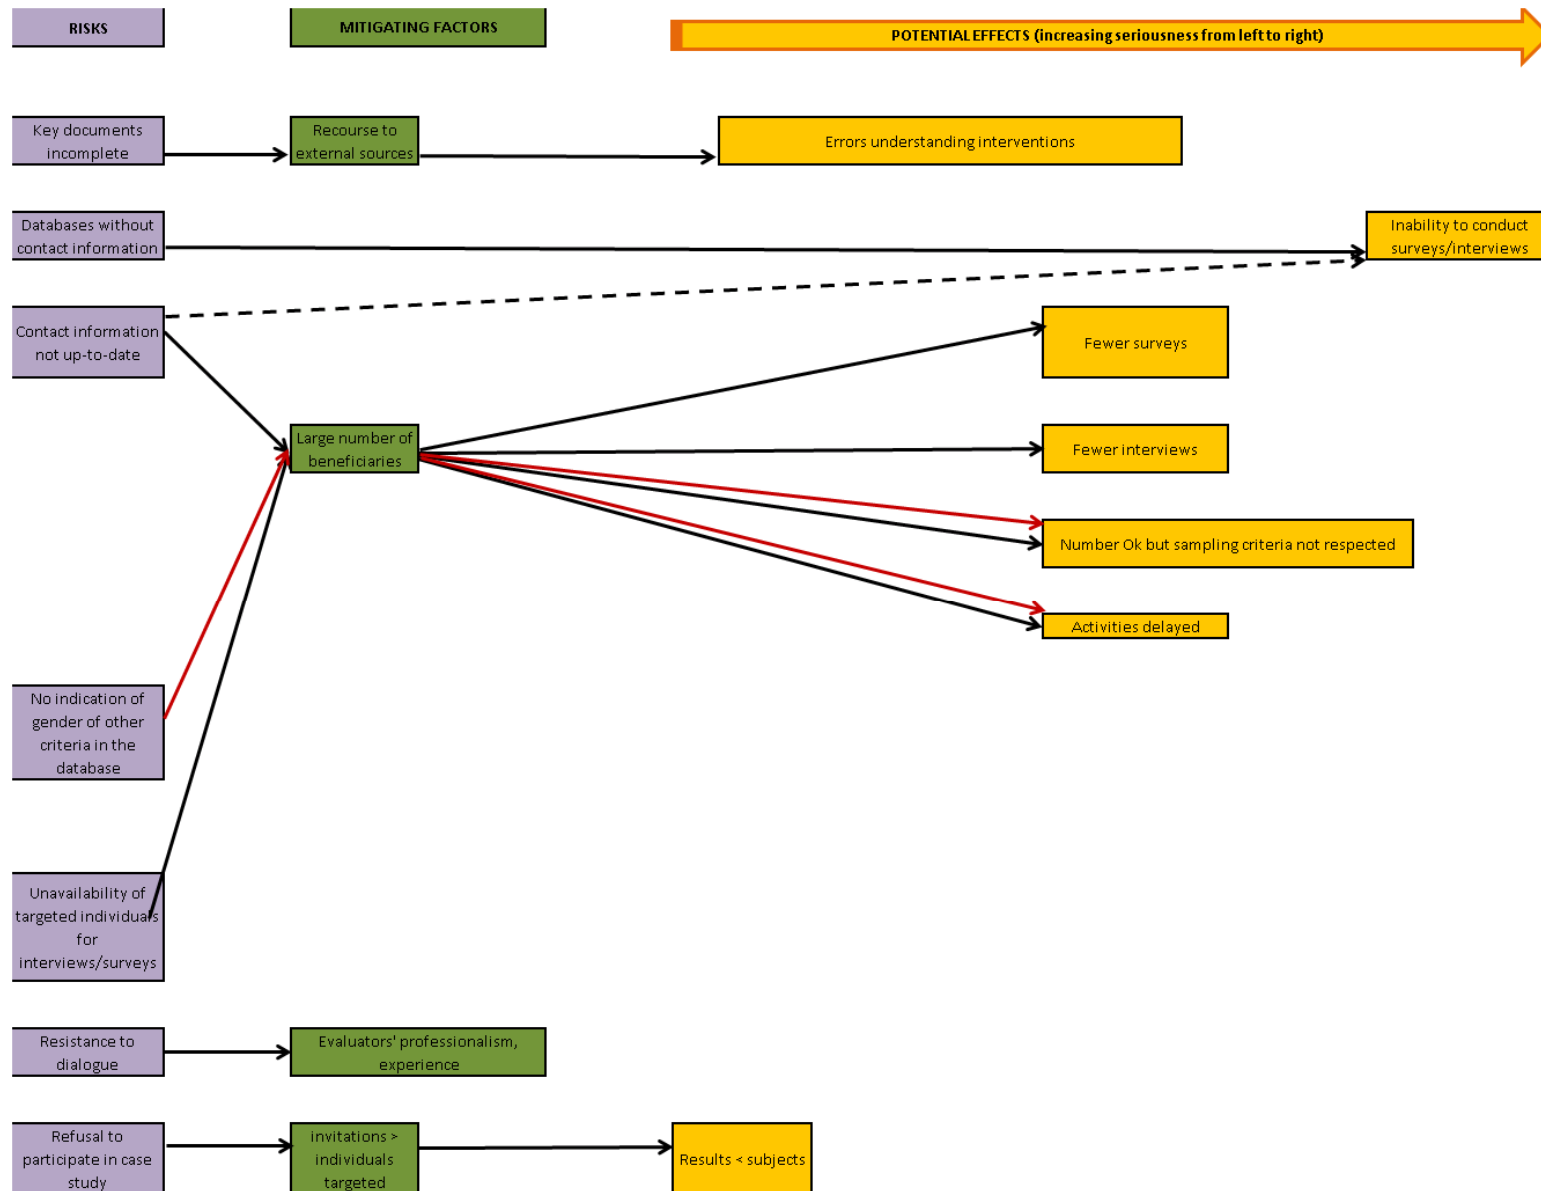 RISKS
MITIGATING FACTORS
POTENTIAL EFFECTS (increasing seriousness from left to right)
Key documents
incomplete
Recourse to
external sources
Errors understanding interventions
Databases without
contact information
Inability to conduct
surveys/interviews
Contact information
not up-to-date
Fewer surveys
Large number of
beneficiaries
Fewer interviews
Number Ok but sampling criteria not respected
Activities delayed
No indication of
gender of other
criteria in the
database
Unavailability of
targeted individuals
for
interviews/surveys
Resistance to
dialogue
Evaluators' professionalism,
experience
Refusal to
participate in case
study
invitations >
individuals
targeted
Results < subjects